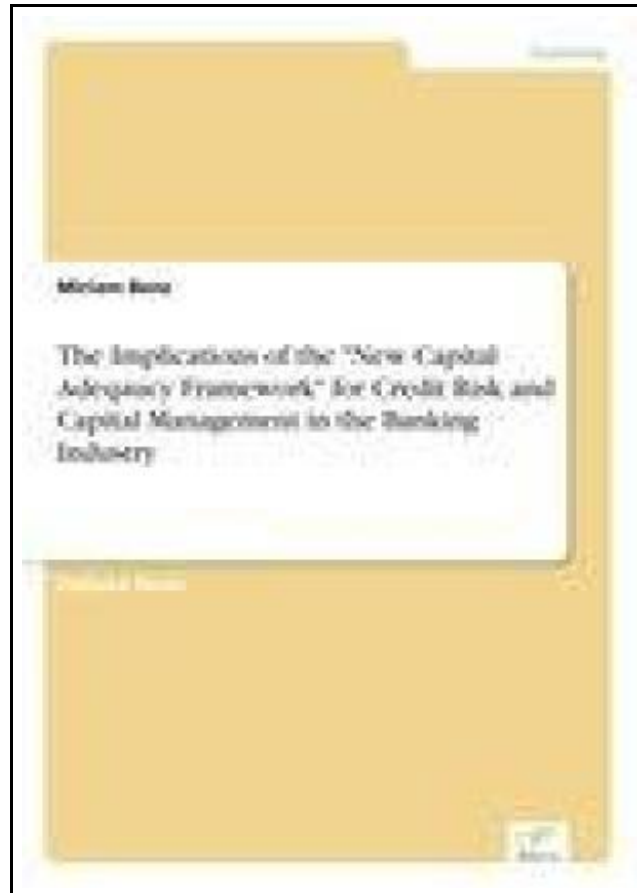 Miriam
The Implications of the "New Capital
Adequacy Framework" for Credit Risk and
Capital Management in the Banking
Industry